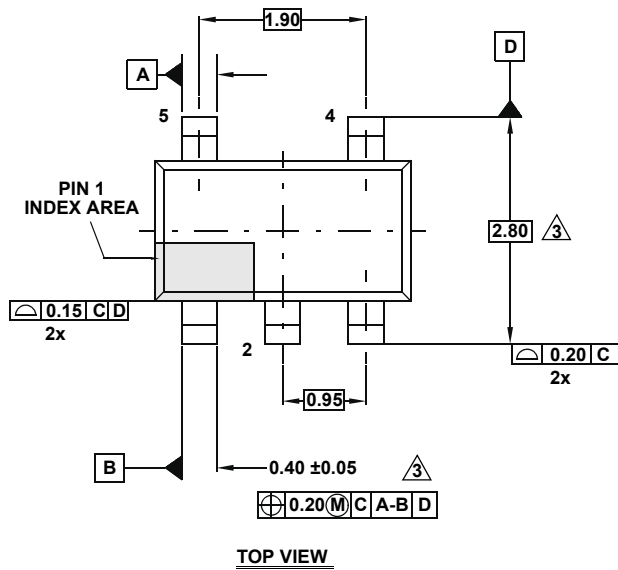 1.90
D
A
5
4
PIN 1
INDEX AREA
2.80
3
0.15 C D
2x
2
0.20 C
2x
0.95
B
0.40 ±0.05
3
0.20 M C A-B D
TOP VIEW